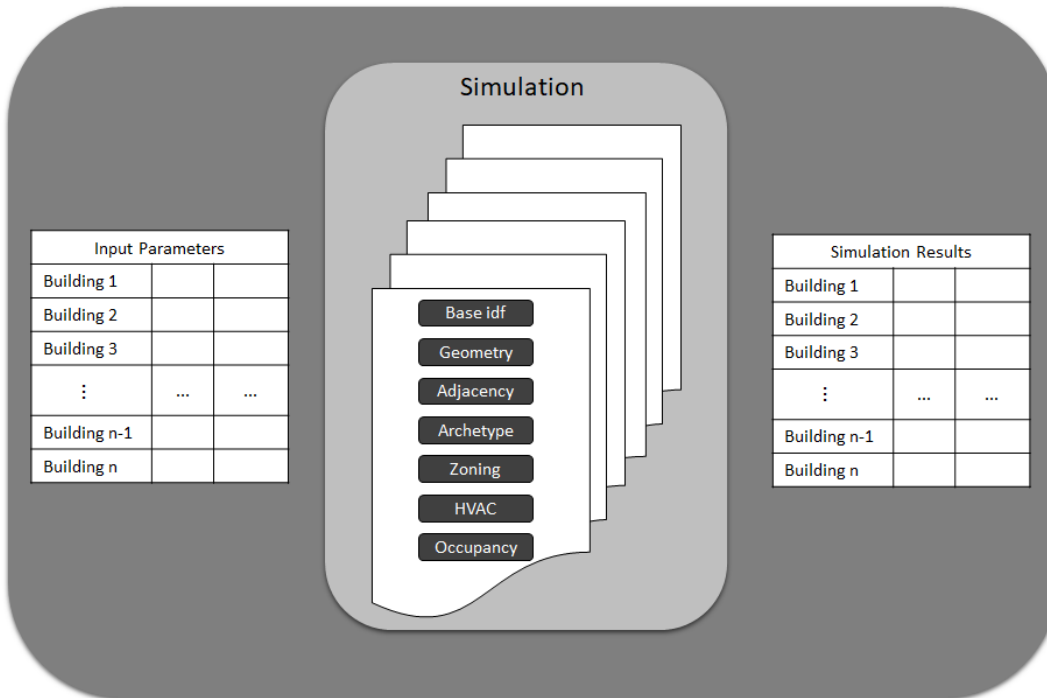 Simulation
Input Parameters
Building 1
Building 2
Building 3
⋮ ... ...
Building n-1
Building n
Base idf
Geometry
Adjacency
Archetype
Zoning
HVAC
Occupancy
Simulation Results
Building 1
Building 2
Building 3
⋮ ... ...
Building n-1
Building n